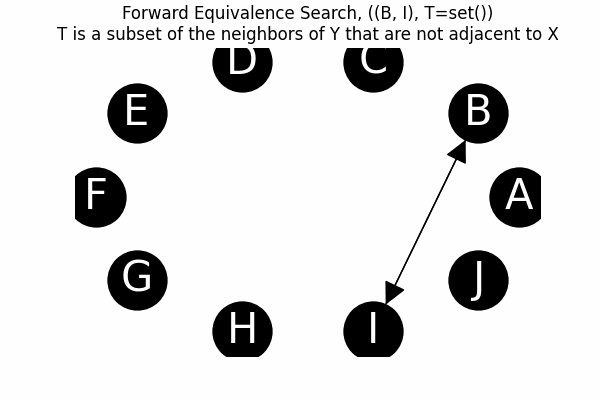 Forward Equivalence Search, ((B, I), T=set())
T is a subset of the neighbors of Y that are not adjacent to X
D
C
E
B
F
A
G
J
H
I